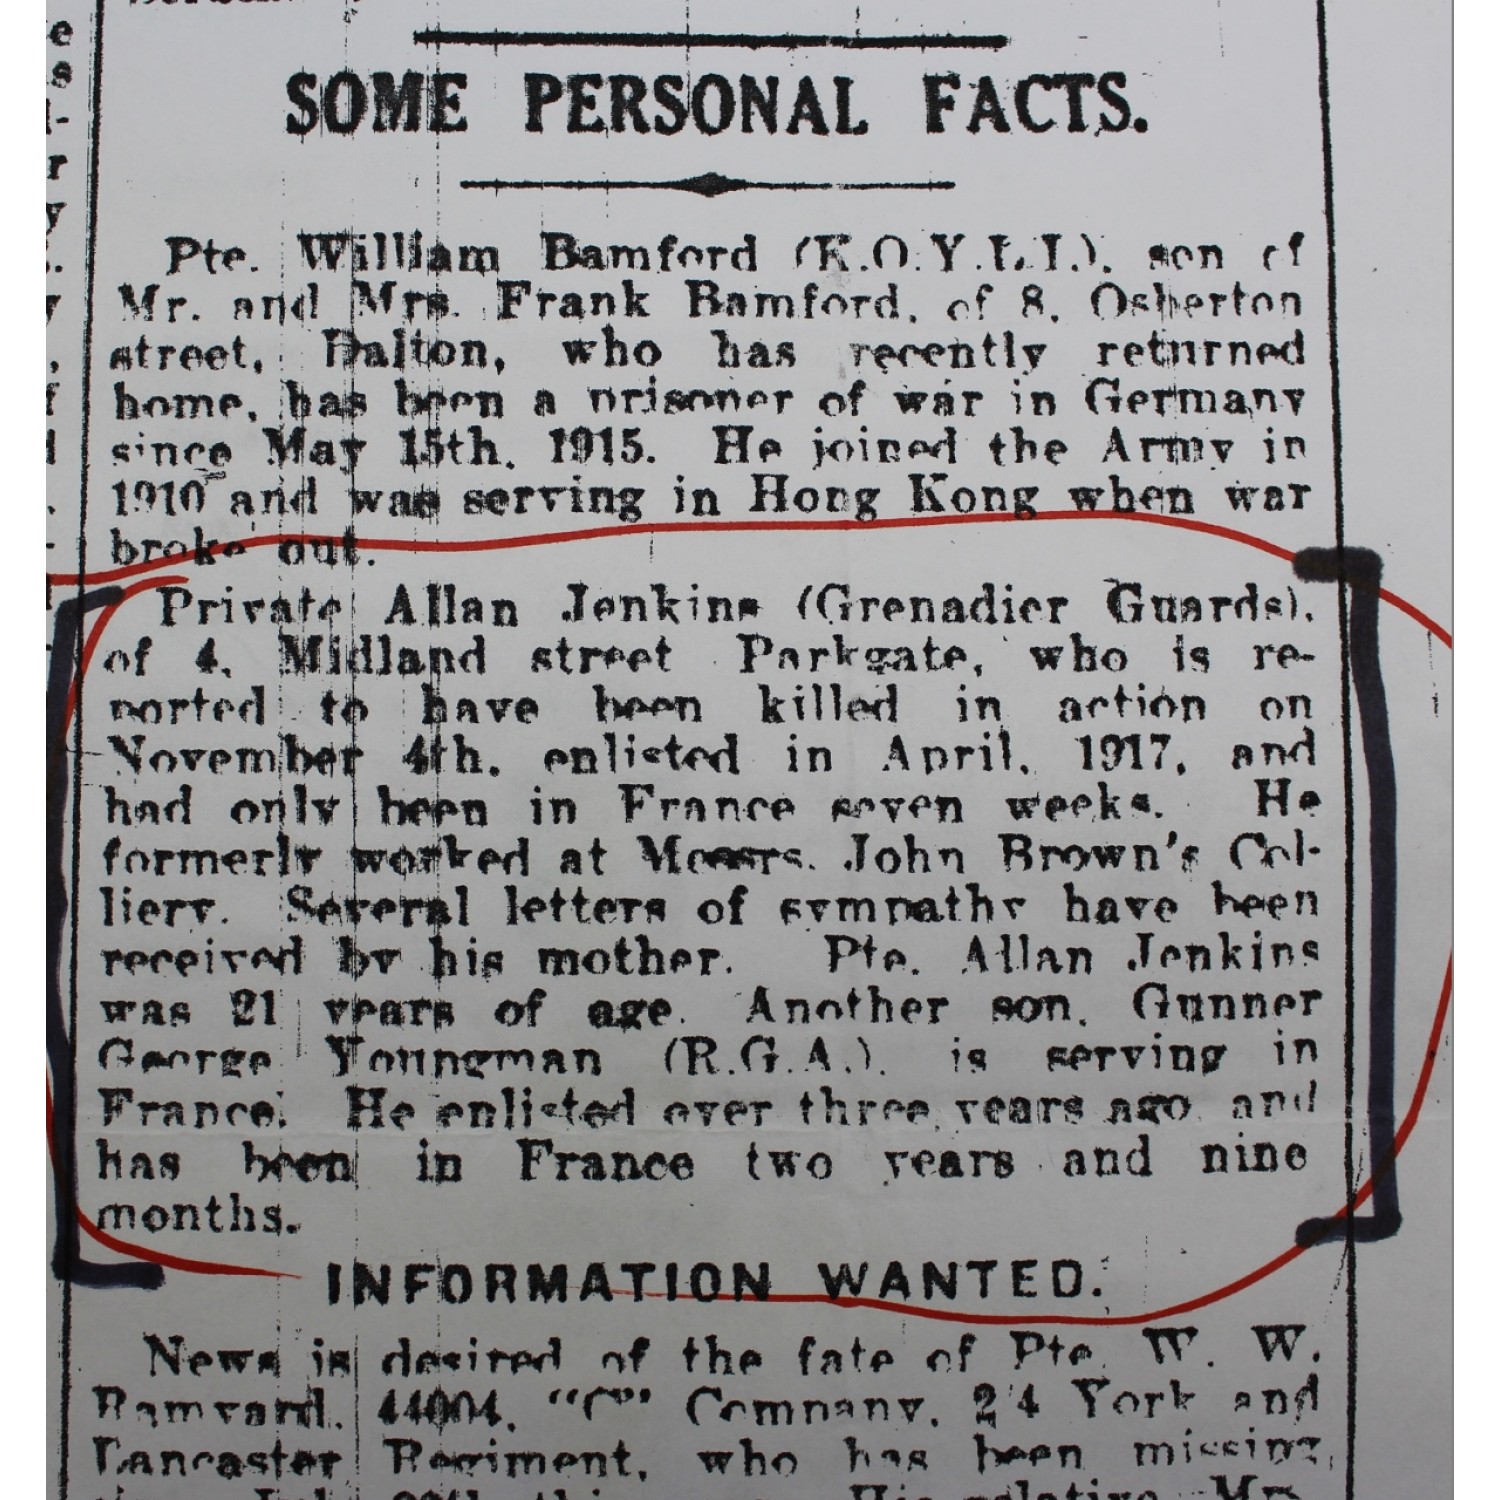 SOME PERSONAL FACTS.
Pte. William Bamford (K.O.Y.L.I.), son of
Mr. and Mrs. Frank Bamford, of 8, Osberton
street, Dalton, who has recently returned
home, has been a prisoner of war in Germany
since May 15th, 1915. He joined the Army in
1910 and was serving in Hong Kong when war
broke out.
Private Allan Jenkins (Grenadier Guards),
of 4, Midland street Parkgate, who is re-
ported to have been killed in action on
November 4th, enlisted in April, 1917, and
had only been in France seven weeks. He
formerly worked at Messrs. John Brown's Col-
liery. Several letters of sympathy have been
received by his mother. Pte. Allan Jenkins
was 21 years of age. Another son, Gunner
George Youngman (R.G.A.), is serving in
France. He enlisted over three years ago and
has been in France two years and nine
months.
INFORMATION WANTED.
News is desired of the fate of Pte. W. W.
44004, "C" Company, 2/4 York and
Lancaster Regiment, who has been missing